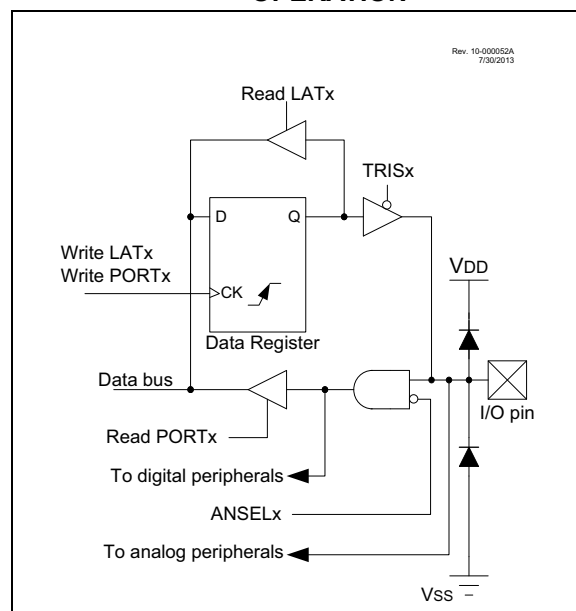 OPERATION
Rev. 10-000052A
7/30/2013
Read LATx
TRISx
D
Q
Write LATx
Write PORTx
CK
VDD
Data Register
Data bus
I/O pin
Read PORTx
To digital peripherals
ANSELx
To analog peripherals
VSS